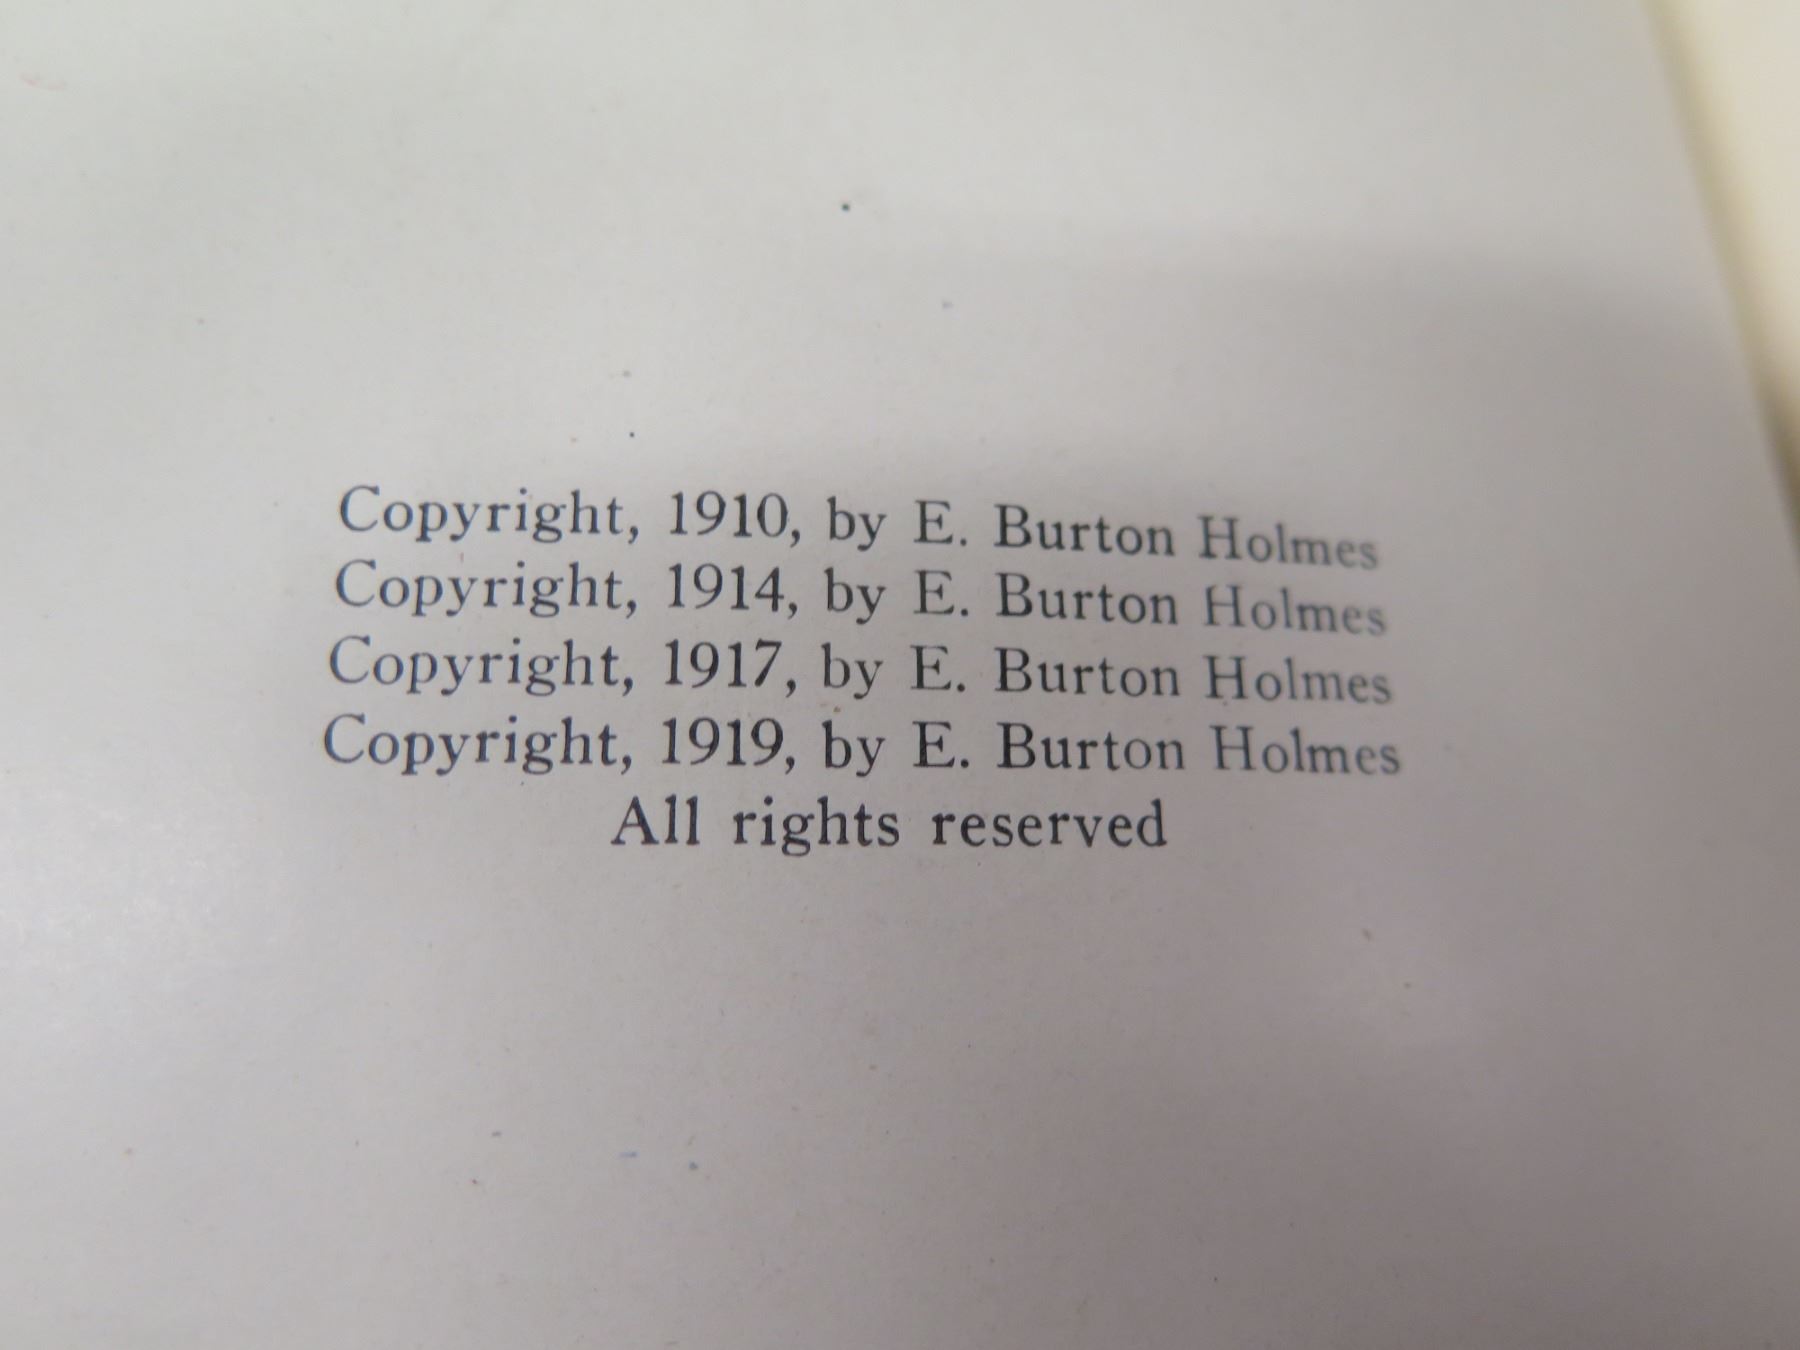 Copyright, 1910, by E. Burton Holmes
Copyright, 1914, by E. Burton Holmes
Copyright, 1917, by E. Burton Holmes
Copyright, 1919, by E. Burton Holmes
All rights reserved